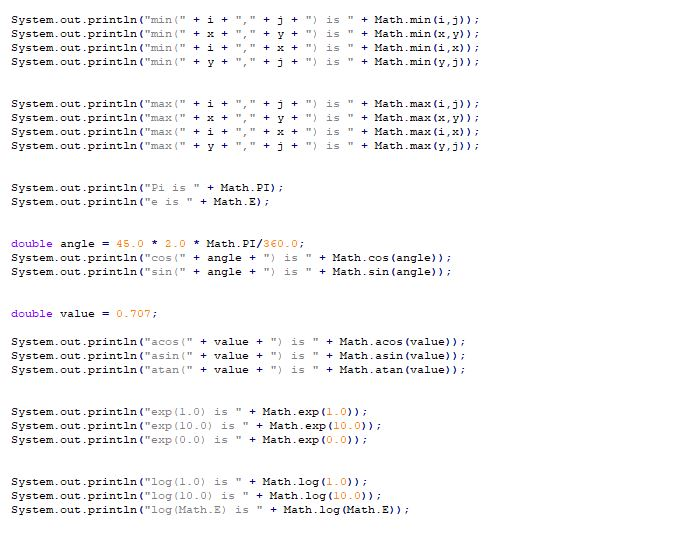 System.out.println("min(" + i + "," + j + ") is " + Math.min(i,j));
System.out.println("min(" + x + "," + y + ") is " + Math.min(x,y));
System.out.println("min(" + i + "," + x + ") is " + Math.min(i,x));
System.out.println("min(" + y + "," + j + ") is " + Math.min(y,j));
System.out.println("max(" + i + "," + j + ") is " + Math.max(i,j));
System.out.println("max(" + x + "," + y + ") is " + Math.max(x,y));
System.out.println("max(" + i + "," + x + ") is " + Math.max(i,x));
System.out.println("max(" + y + "," + j + ") is " + Math.max(y,j));
System.out.println("Pi is " + Math.PI);
System.out.println("e is " + Math.E);
double angle = 45.0 * 2.0 * Math.PI/360.0;
System.out.println("cos(" + angle + ") is " + Math.cos(angle));
System.out.println("sin(" + angle + ") is " + Math.sin(angle));
double value = 0.707;
System.out.println("acos(" + value + ") is " + Math.acos(value));
System.out.println("asin(" + value + ") is " + Math.asin(value));
System.out.println("atan(" + value + ") is " + Math.atan(value));
System.out.println("exp(1.0) is " + Math.exp(1.0));
System.out.println("exp(10.0) is " + Math.exp(10.0));
System.out.println("exp(0.0) is " + Math.exp(0.0));
System.out.println("log(1.0) is " + Math.log(1.0));
System.out.println("log(10.0) is " + Math.log(10.0));
System.out.println("log(Math.E) is " + Math.log(Math.E));